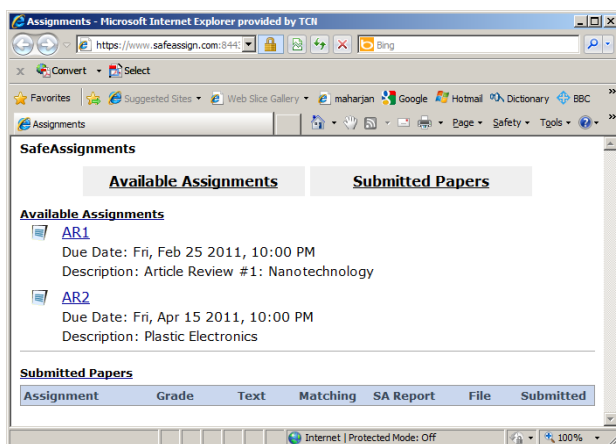 Assignments - Microsoft Internet Explorer provided by TCN
https://www.safeassign.com:844
Bing
x Convert Select
Favorites Suggested Sites Web Slice Gallery maharjan Google Hotmail Dictionary BBC »
Assignments Page Safety Tools »
SafeAssignments
Available Assignments Submitted Papers
Available Assignments
AR1
Due Date: Fri, Feb 25 2011, 10:00 PM
Description: Article Review #1: Nanotechnology
AR2
Due Date: Fri, Apr 15 2011, 10:00 PM
Description: Plastic Electronics
Submitted Papers
Assignment Grade Text Matching SA Report File Submitted
Internet | Protected Mode: Off 100%